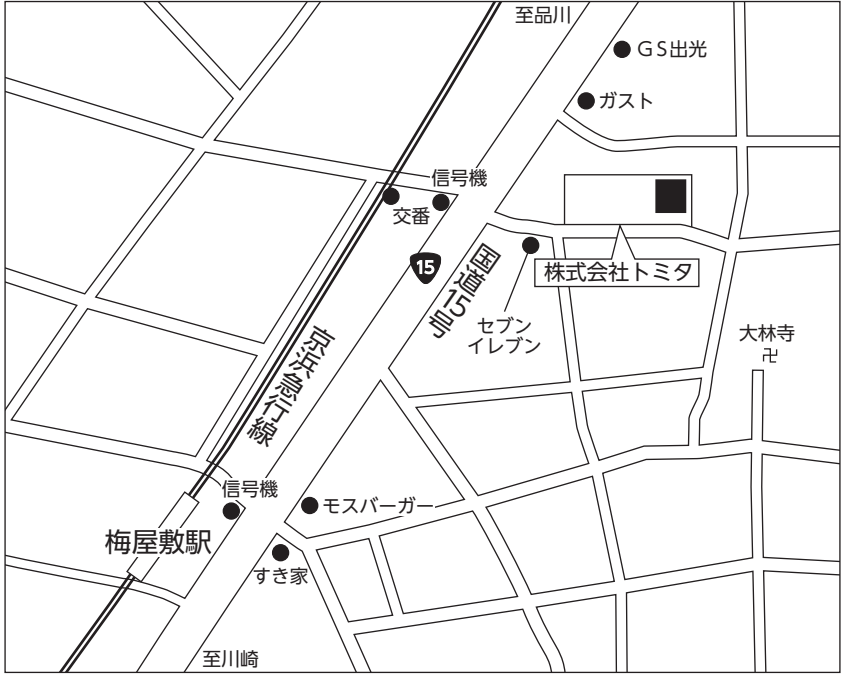 至品川
GS出光
ガスト
信号機
交番
15
国道15号
株式会社トミタ
セブン
イレブン
大林寺
卍
京浜急行線
信号機
モスバーガー
梅屋敷駅
すき家
至川崎